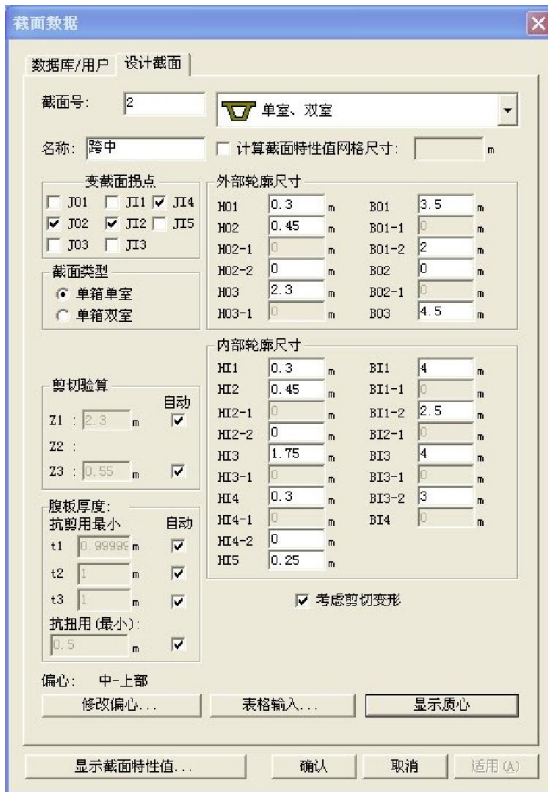 截面数据
数据库/用户 设计截面
截面号: 2 单室、双室
名称: 跨中 计算截面特性值网格尺寸: m
变截面拐点
JO1 JI1 JI4
JO2 JI2 JI5
JO3 JI3
截面类型
单箱单室
单箱双室
剪切验算
自动
Z1 : 2.3 m
Z2 :
Z3 : 0.55 m
腹板厚度:
抗剪用最小 自动
t1 0.99999 m
t2 1 m
t3 1 m
抗扭用(最小):
0.5 m
外部轮廓尺寸
HO1 0.3 m BO1 3.5 m
HO2 0.45 m BO1-1 0 m
HO2-1 0 m BO1-2 2 m
HO2-2 0 m BO2 0 m
HO3 2.3 m BO2-1 0 m
HO3-1 0 m BO3 4.5 m
内部轮廓尺寸
HI1 0.3 m BI1 4 m
HI2 0.45 m BI1-1 0 m
HI2-1 0 m BI1-2 2.5 m
HI2-2 0 m BI2-1 0 m
HI3 1.75 m BI3 4 m
HI3-1 0 m BI3-1 0 m
HI4 0.3 m BI3-2 3 m
HI4-1 0 m BI4 0 m
HI4-2 0 m
HI5 0.25 m
考虑剪切变形
偏心: 中-上部
修改偏心... 表格输入... 显示质心
显示截面特性值... 确认 取消 适用(A)